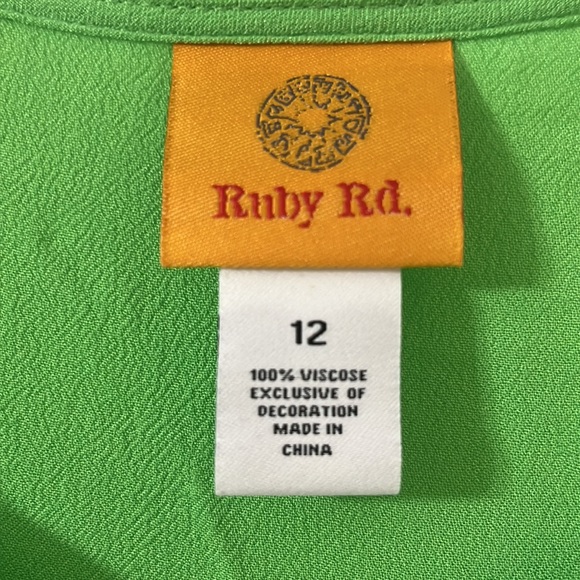 Ruby Rd.
12
100% VISCOSE
EXCLUSIVE OF
DECORATION
MADE IN
CHINA